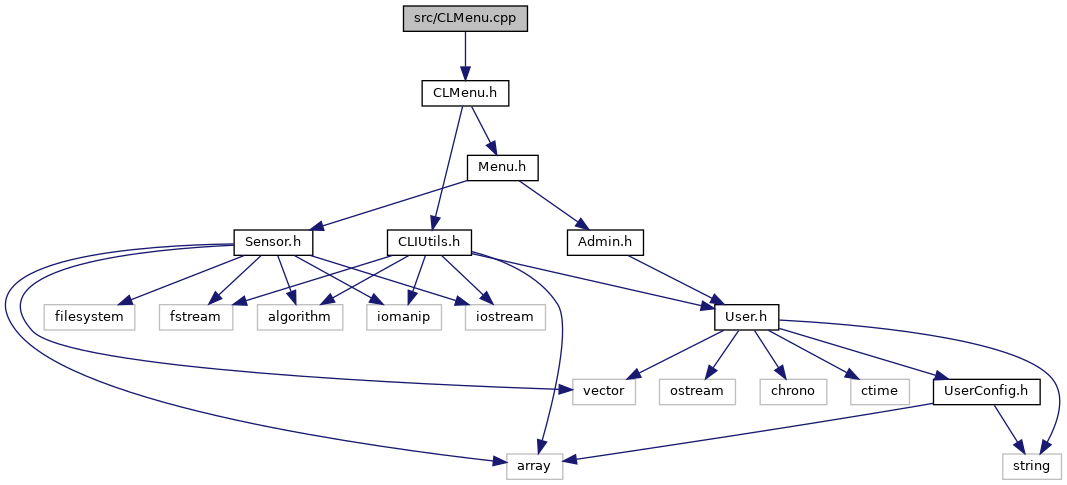 src/CLMenu.cpp
CLMenu.h
Menu.h
Sensor.h
CLIUtils.h
Admin.h
filesystem
fstream
algorithm
iomanip
iostream
User.h
vector
ostream
chrono
ctime
UserConfig.h
array
string